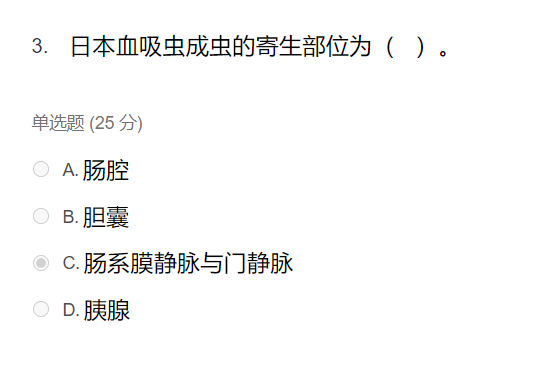 3. 日本血吸虫成虫的寄生部位为（ ）。
单选题 (25 分)
A. 肠腔
B. 胆囊
C. 肠系膜静脉与门静脉
D. 胰腺